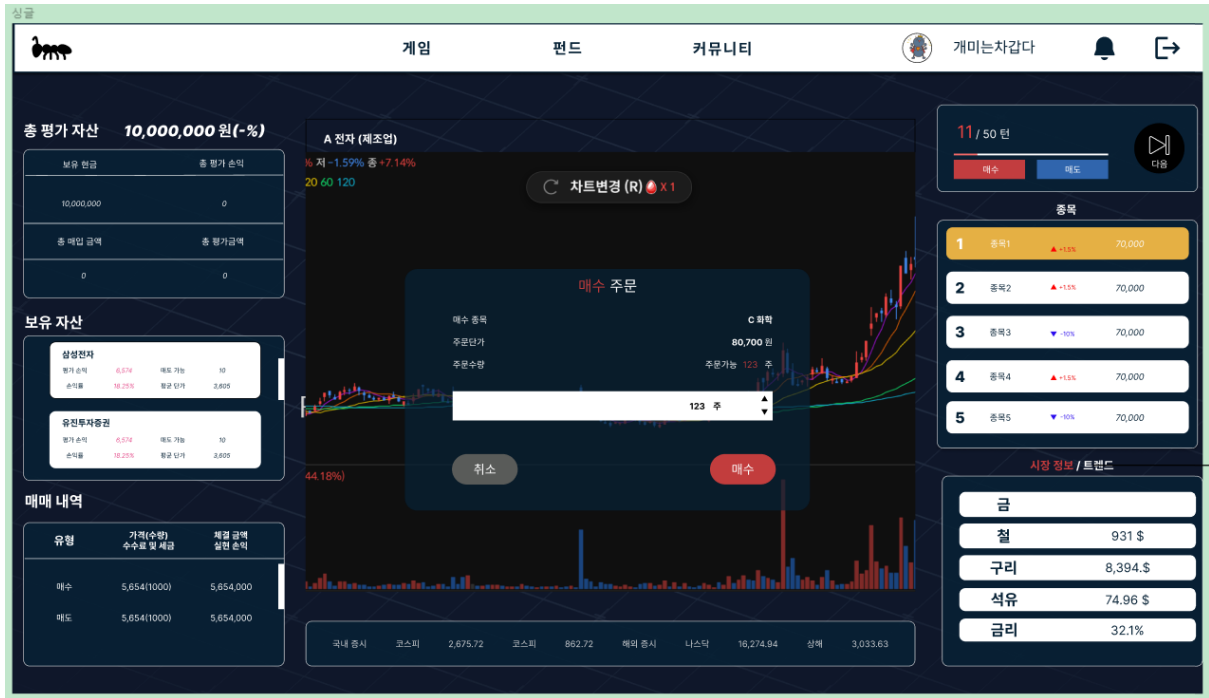 싱글
게임 펀드 커뮤니티 개미는차갑다
총 평가 자산 10,000,000 원(-%)
보유 현금 총 평가 손익
10,000,000 0
총 매입 금액 총 평가금액
0 0
보유 자산
삼성전자
평가 손익 6,574 매도 가능 10
손익률 18.25% 평균 단가 3,605
유진투자증권
평가 손익 6,574 매도 가능 10
손익률 18.25% 평균 단가 3,605
매매 내역
유형 가격(수량) 체결 금액
수수료 및 세금 실현 손익
매수 5,654(1000) 5,654,000
매도 5,654(1000) 5,654,000
A 전자 (제조업)
% 저 -1.59% 종 +7.14%
20 60 120
차트변경 (R) X 1
매수 주문
매수 종목 C 화학
주문단가 80,700 원
주문수량 주문가능 123 주
123 주
취소 매수
44.18%)
국내 증시 코스피 2,675.72 코스피 862.72 해외 증시 나스닥 16,274.94 상해 3,033.63
11 / 50 턴
매수 매도
다음
종목
1 종목1 ▲ +1.5% 70,000
2 종목2 ▲ +1.5% 70,000
3 종목3 ▼ -10% 70,000
4 종목4 ▲ +1.5% 70,000
5 종목5 ▼ -10% 70,000
시장 정보 / 트랜드
금
철 931 $
구리 8,394.$
석유 74.96 $
금리 32.1%